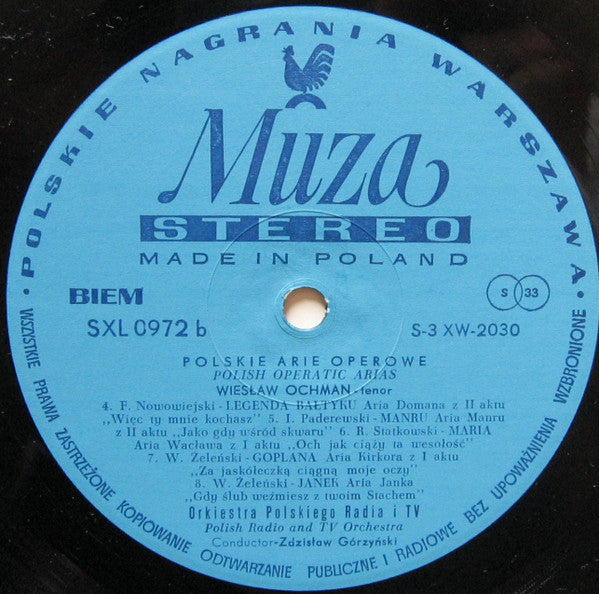 • POLSKIE NAGRANIA WARSZAWA •
Muza
STEREO
MADE IN POLAND
BIEM
S 33
SXL 0972 b
S-3 XW-2030
POLSKIE ARIE OPEROWE
POLISH OPERATIC ARIAS
WIESŁAW OCHMAN - tenor
4. F. Nowowiejski - LEGENDA BAŁTYKU Aria Domana z II aktu
„Więc ty mnie kochasz" 5. I. Paderewski - MANRU Aria Manru
z II aktu „Jako gdy wśród skwaru" 6. R. Statkowski - MARIA
Aria Wacława z I aktu „Och jak ciąży ta wesołość"
7. W. Żeleński - GOPLANA Aria Kirkora z I aktu
„Za jaskółeczką ciągną moje oczy"
8. W. Żeleński - JANEK Aria Janka
„Gdy ślub weźmiesz z twoim Stachem"
Orkiestra Polskiego Radia i TV
Polish Radio and TV Orchestra
Conductor - Zdzisław Górzyński
WSZYSTKIE PRAWA ZASTRZEŻONE KOPIOWANIE ODTWARZANIE PUBLICZNE I RADIOWE BEZ UPOWAŻNIENIA WZBRONIONE